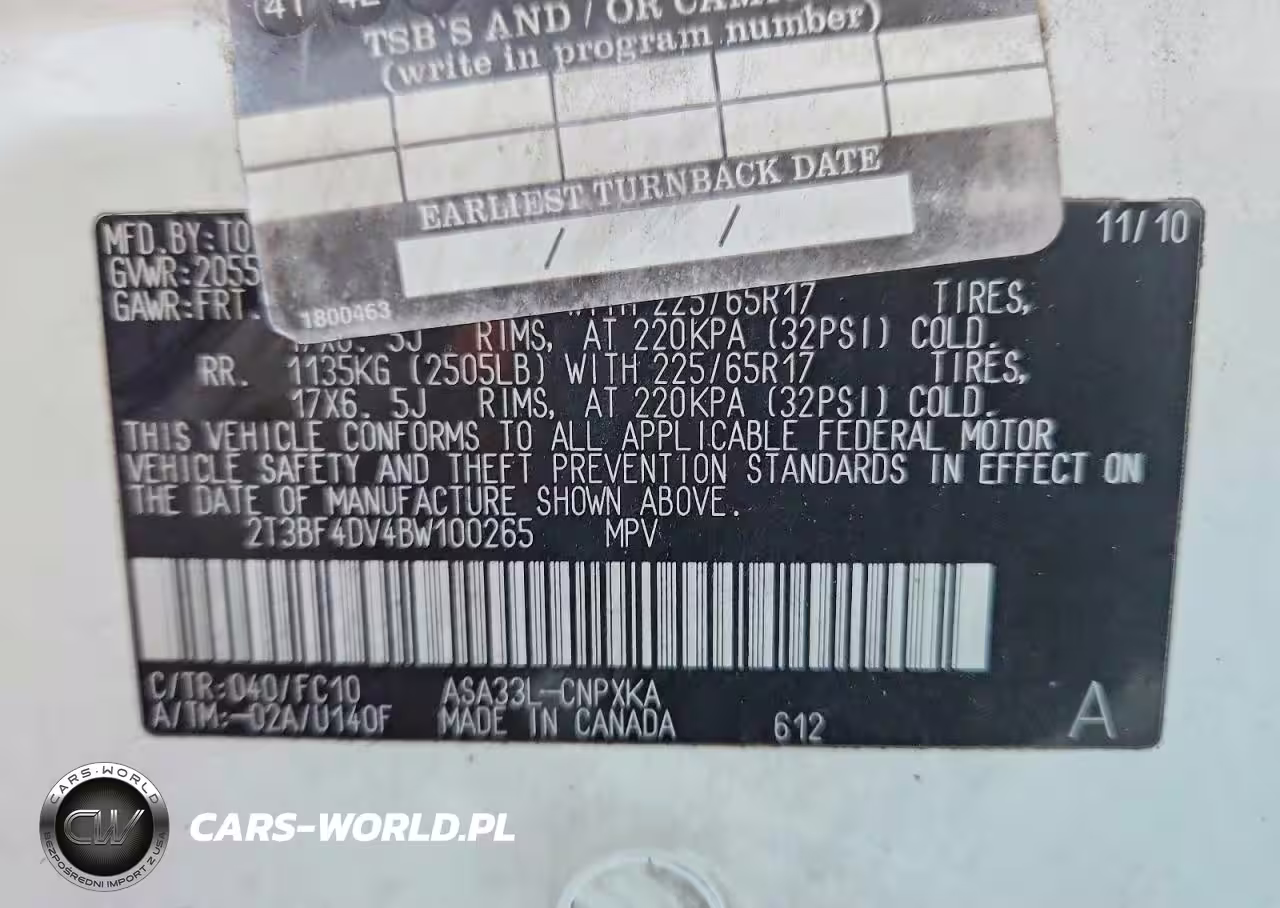 TSB'S AND / OR
(write in program number)
EARLIEST TURNBACK DATE
/ /
1800463
11/10
MFD.BY:TO
GVWR:2055
GAWR:FRT.
WITH 225/65R17 TIRES,
17X6.5J RIMS, AT 220KPA (32PSI) COLD.
RR. 1135KG (2505LB) WITH 225/65R17 TIRES,
17X6.5J RIMS, AT 220KPA (32PSI) COLD.
THIS VEHICLE CONFORMS TO ALL APPLICABLE FEDERAL MOTOR
VEHICLE SAFETY AND THEFT PREVENTION STANDARDS IN EFFECT ON
THE DATE OF MANUFACTURE SHOWN ABOVE.
2T3BF4DV4BW100265 MPV
C/TR:040/FC10 ASA33L-CNPXKA
A/TM:-02A/U140F MADE IN CANADA 612 A
CARS-WORLD
CW
BEZPOŚREDNI IMPORT Z USA
CARS-WORLD.PL